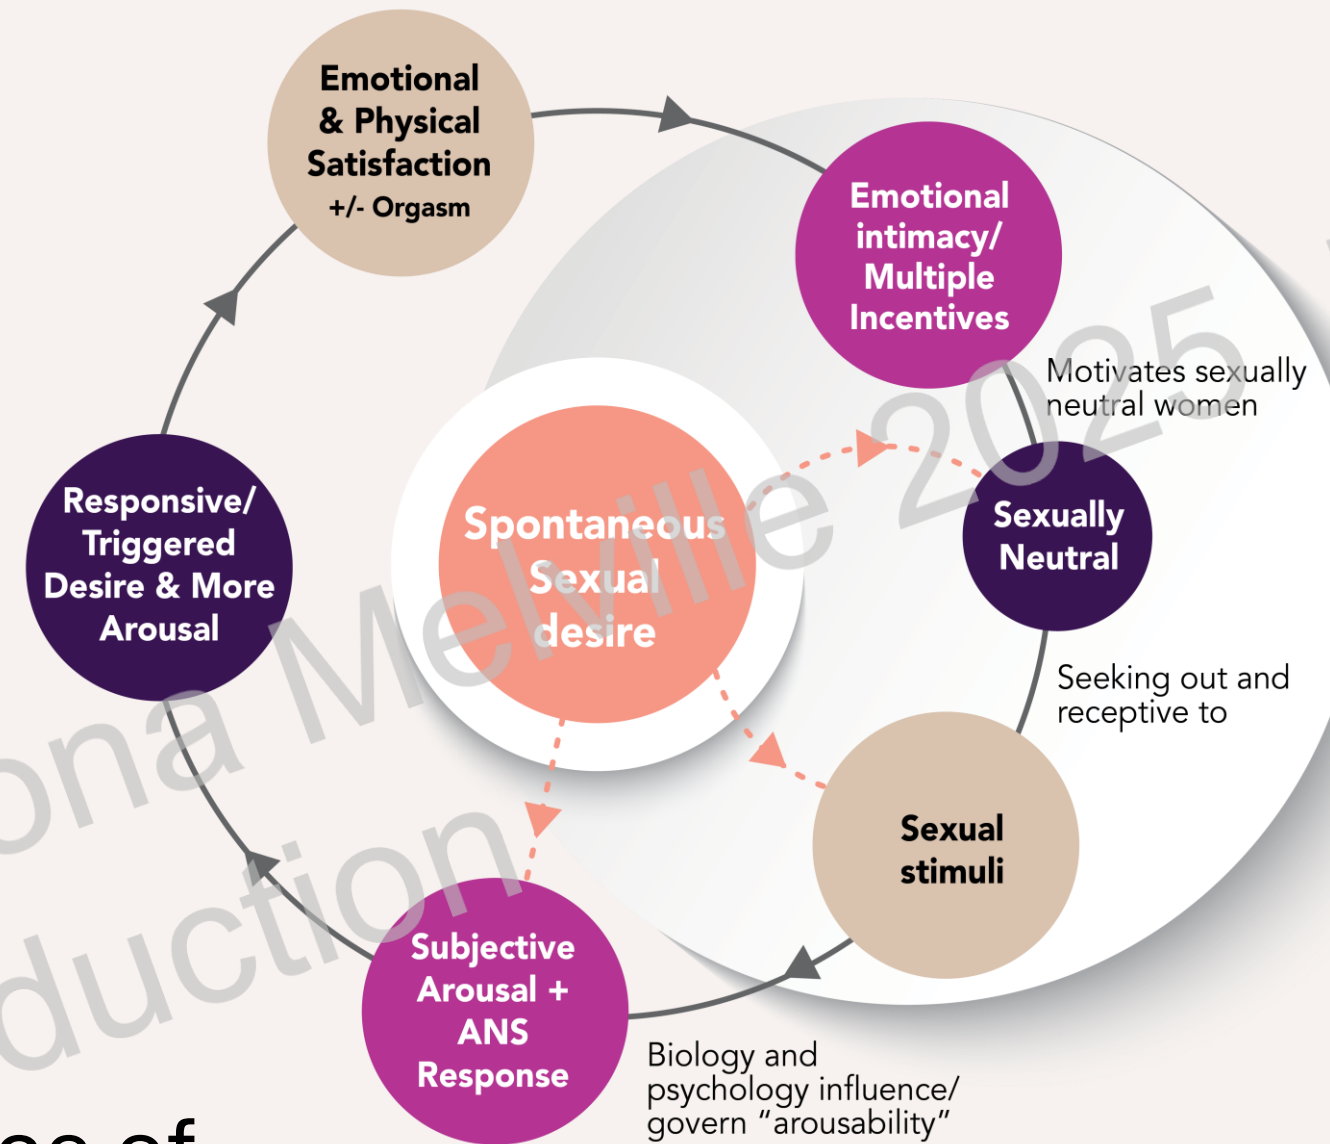 Emotional
& Physical
Satisfaction
+/- Orgasm
Emotional
intimacy/
Multiple
Incentives
Motivates sexually
neutral women
Sexually
Neutral
Seeking out and
receptive to
Sexual
stimuli
Biology and
psychology influence/
govern “arousability”
Subjective
Arousal +
ANS
Response
Responsive/
Triggered
Desire & More
Arousal
Spontaneous
Sexual
desire
ona Melville 2025
duction